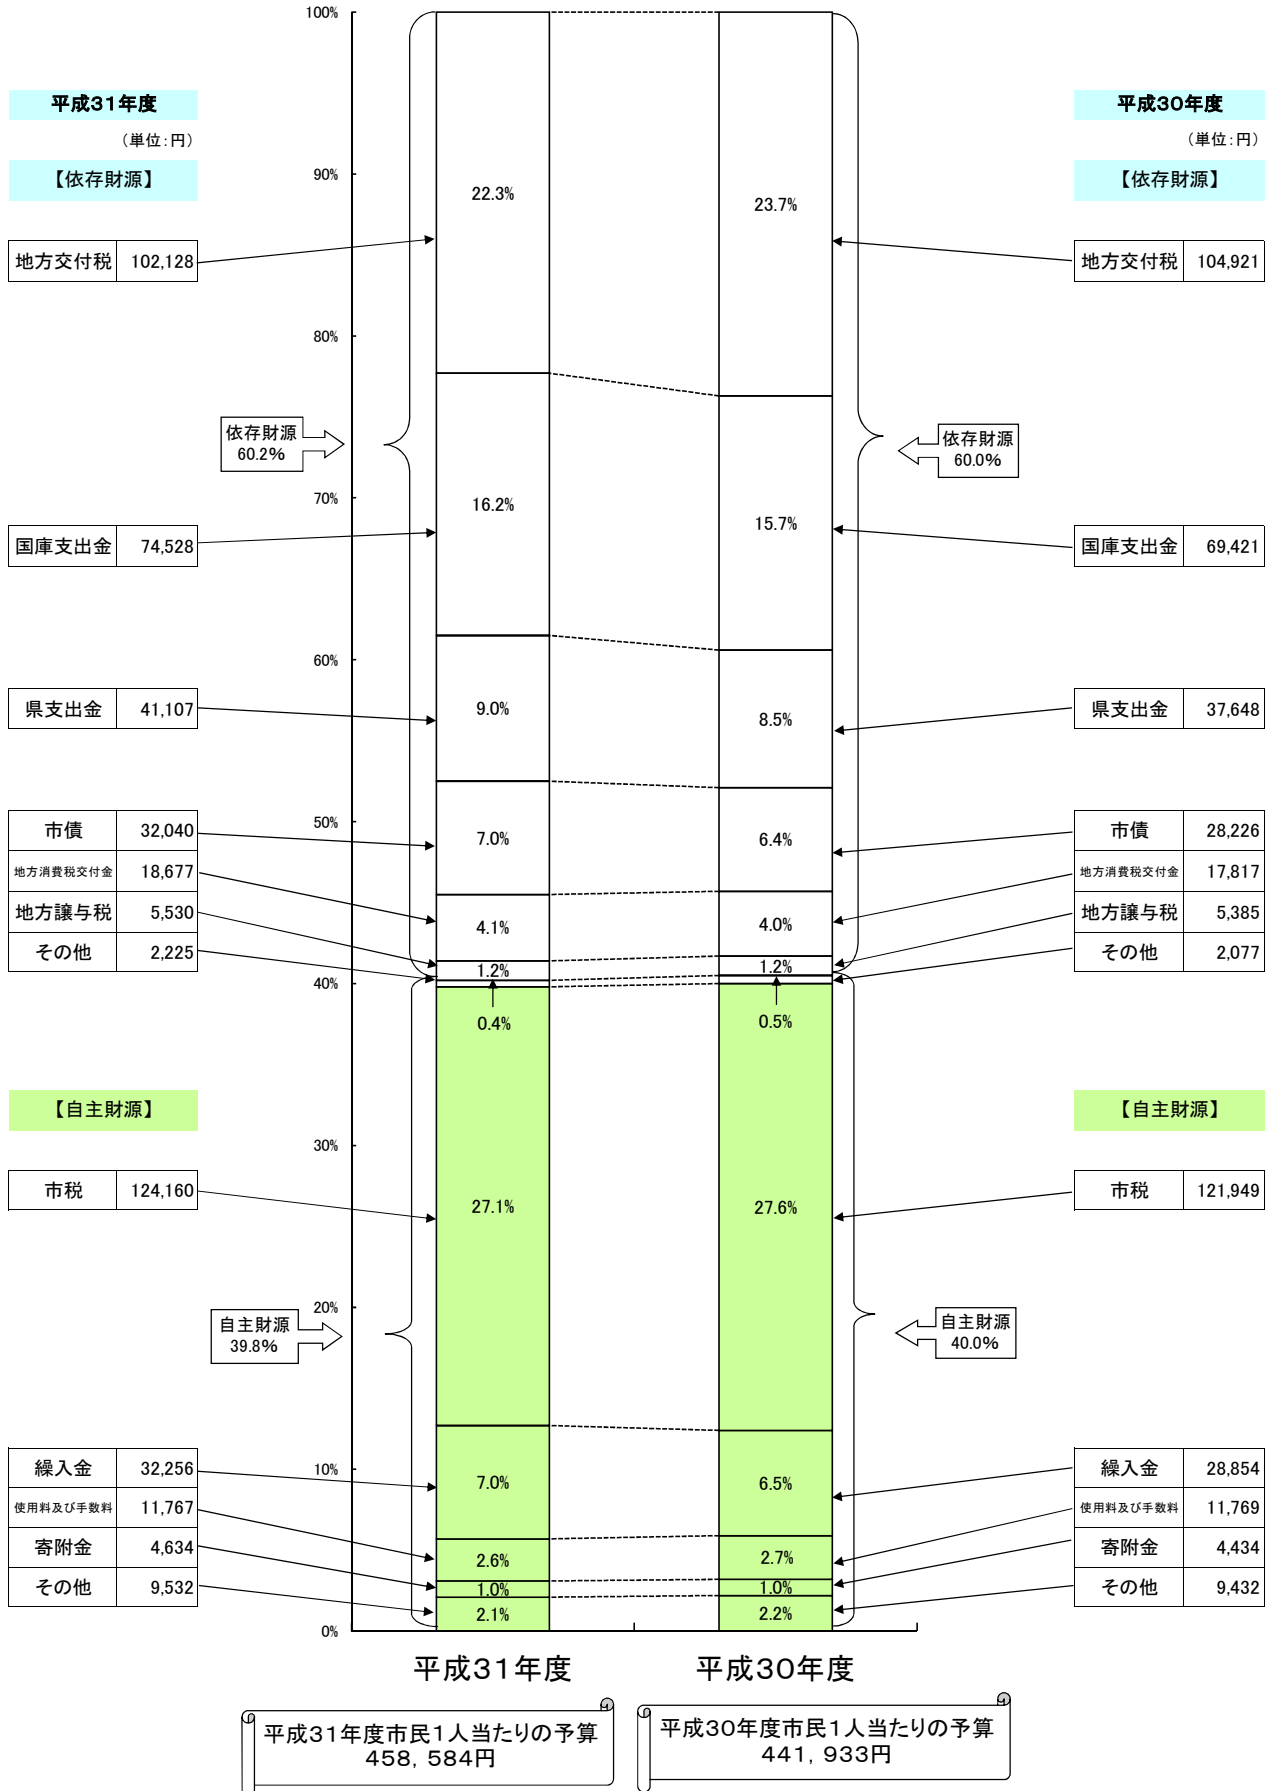 平成31年度
(単位:円)
【依存財源】
地方交付税 102,128
国庫支出金 74,528
県支出金 41,107
市債 32,040
地方消費税交付金 18,677
地方譲与税 5,530
その他 2,225
【自主財源】
市税 124,160
繰入金 32,256
使用料及び手数料 11,767
寄附金 4,634
その他 9,532
依存財源
60.2%
自主財源
39.8%
100%
90%
80%
70%
60%
50%
40%
30%
20%
10%
0%
22.3%
16.2%
9.0%
7.0%
4.1%
1.2%
0.4%
27.1%
7.0%
2.6%
1.0%
2.1%
平成31年度
23.7%
15.7%
8.5%
6.4%
4.0%
1.2%
0.5%
27.6%
6.5%
2.7%
1.0%
2.2%
平成30年度
依存財源
60.0%
自主財源
40.0%
平成30年度
(単位:円)
【依存財源】
地方交付税 104,921
国庫支出金 69,421
県支出金 37,648
市債 28,226
地方消費税交付金 17,817
地方譲与税 5,385
その他 2,077
【自主財源】
市税 121,949
繰入金 28,854
使用料及び手数料 11,769
寄附金 4,434
その他 9,432
平成31年度市民1人当たりの予算
458,584円
平成30年度市民1人当たりの予算
441,933円